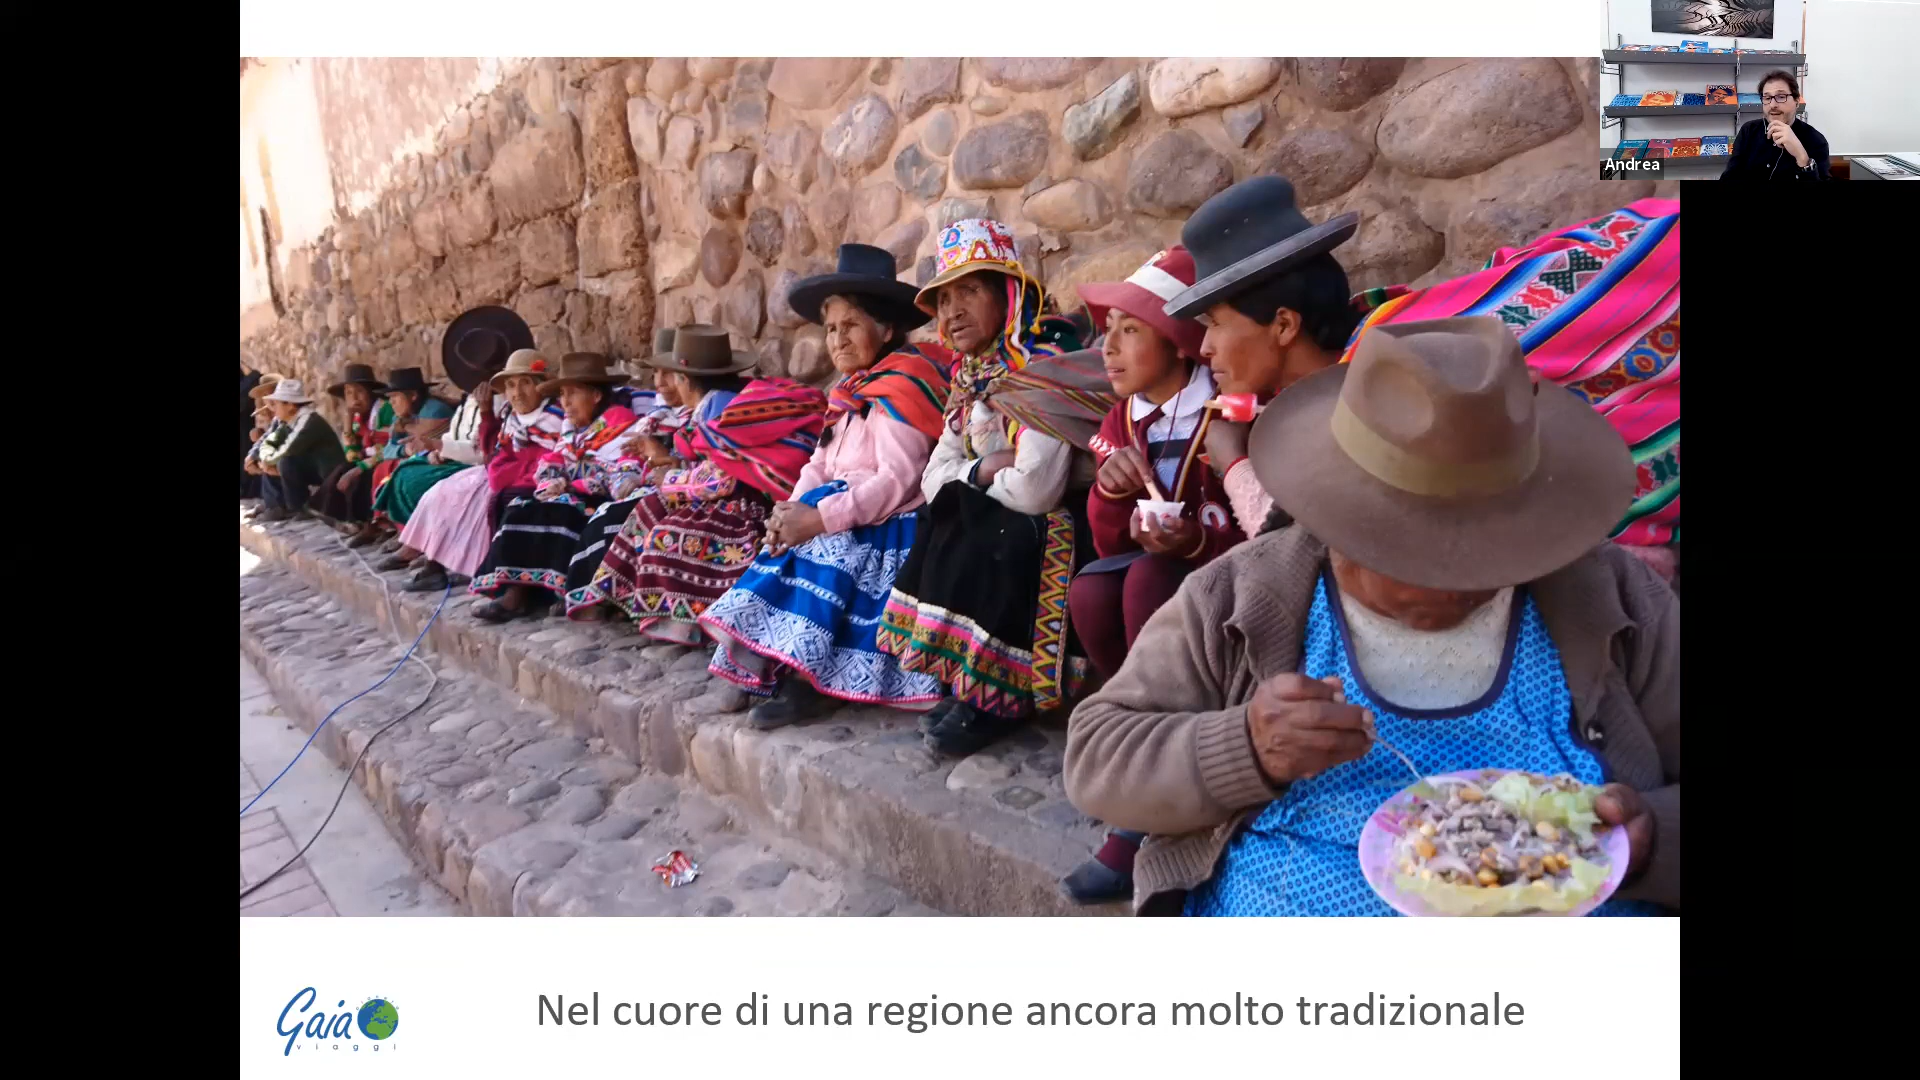 Andrea
Gaia
viaggi
Nel cuore di una regione ancora molto tradizionale